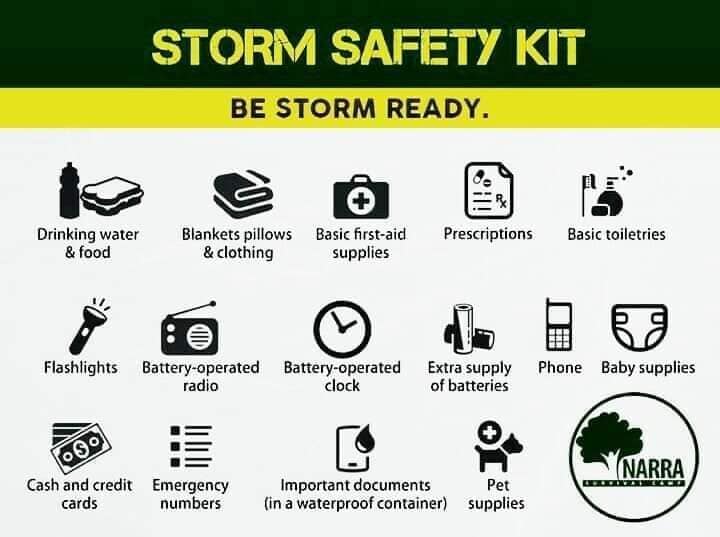 STORM SAFETY KIT
BE STORM READY.
Drinking water
& food
Blankets pillows
& clothing
Basic first-aid
supplies
Prescriptions
Basic toiletries
Rx
Flashlights
Battery-operated
radio
Battery-operated
clock
Extra supply
of batteries
Phone
Baby supplies
Cash and credit
cards
Emergency
numbers
Important documents
(in a waterproof container)
Pet
supplies
$
NARRA
SURVIVAL CAMP